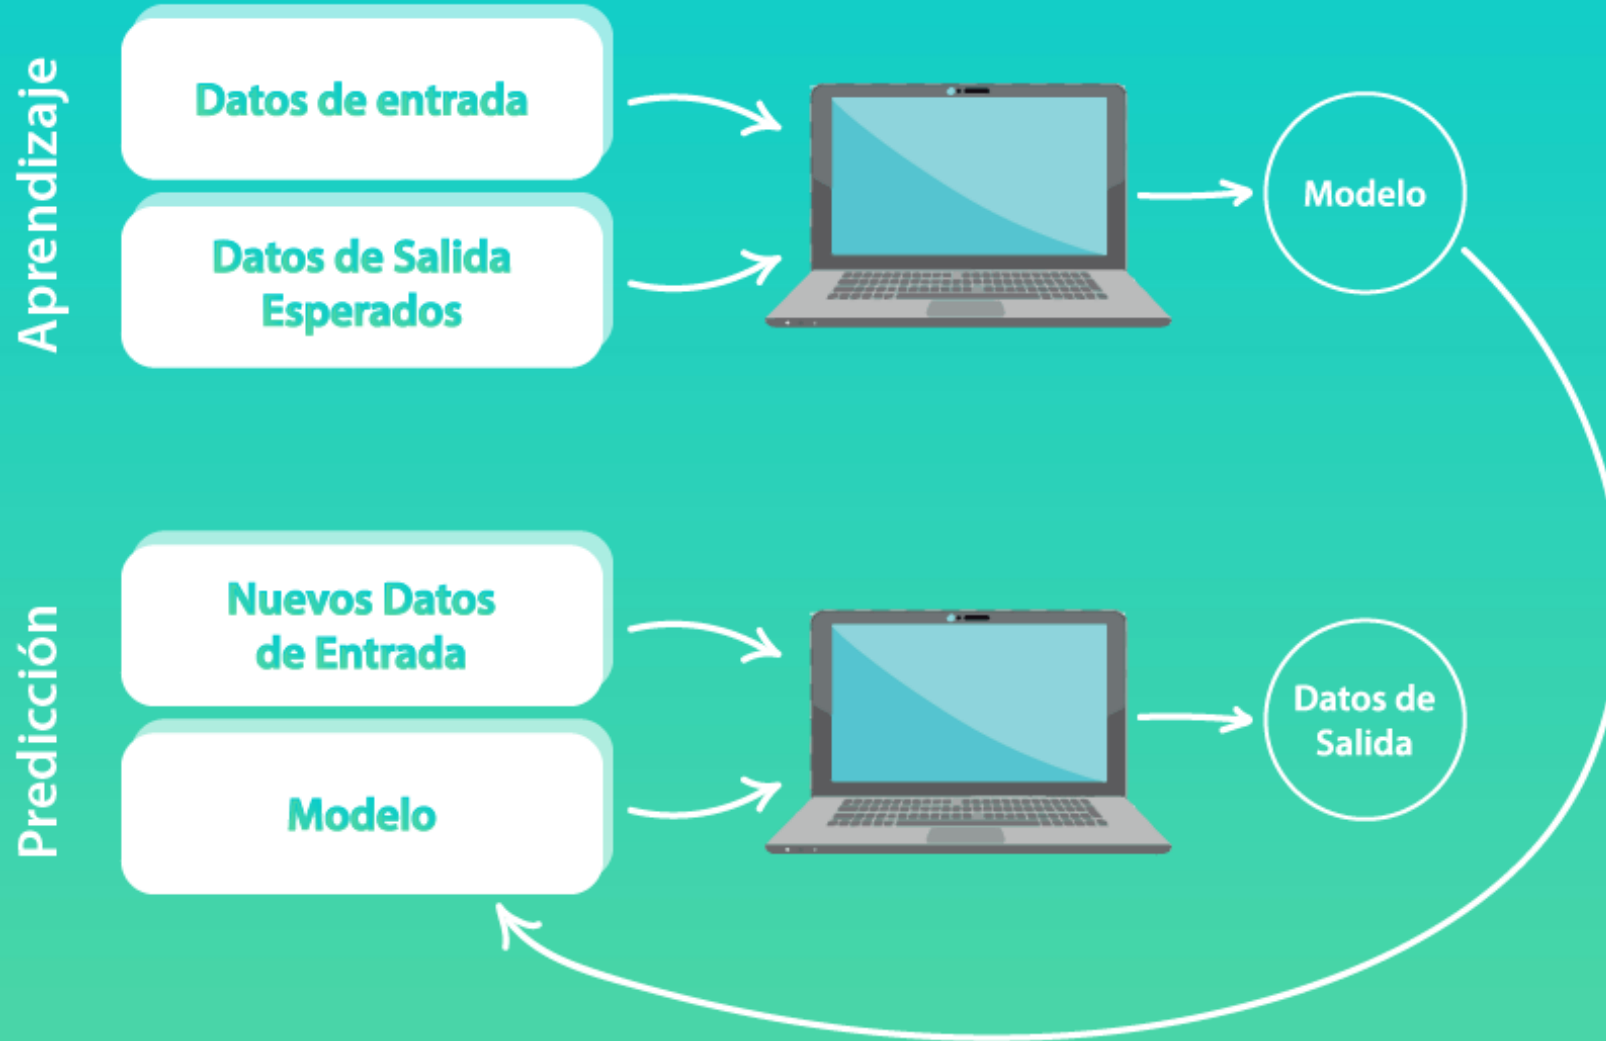 Aprendizaje
Datos de entrada
Datos de Salida
Esperados
Modelo
Predicción
Nuevos Datos
de Entrada
Modelo
Datos de
Salida